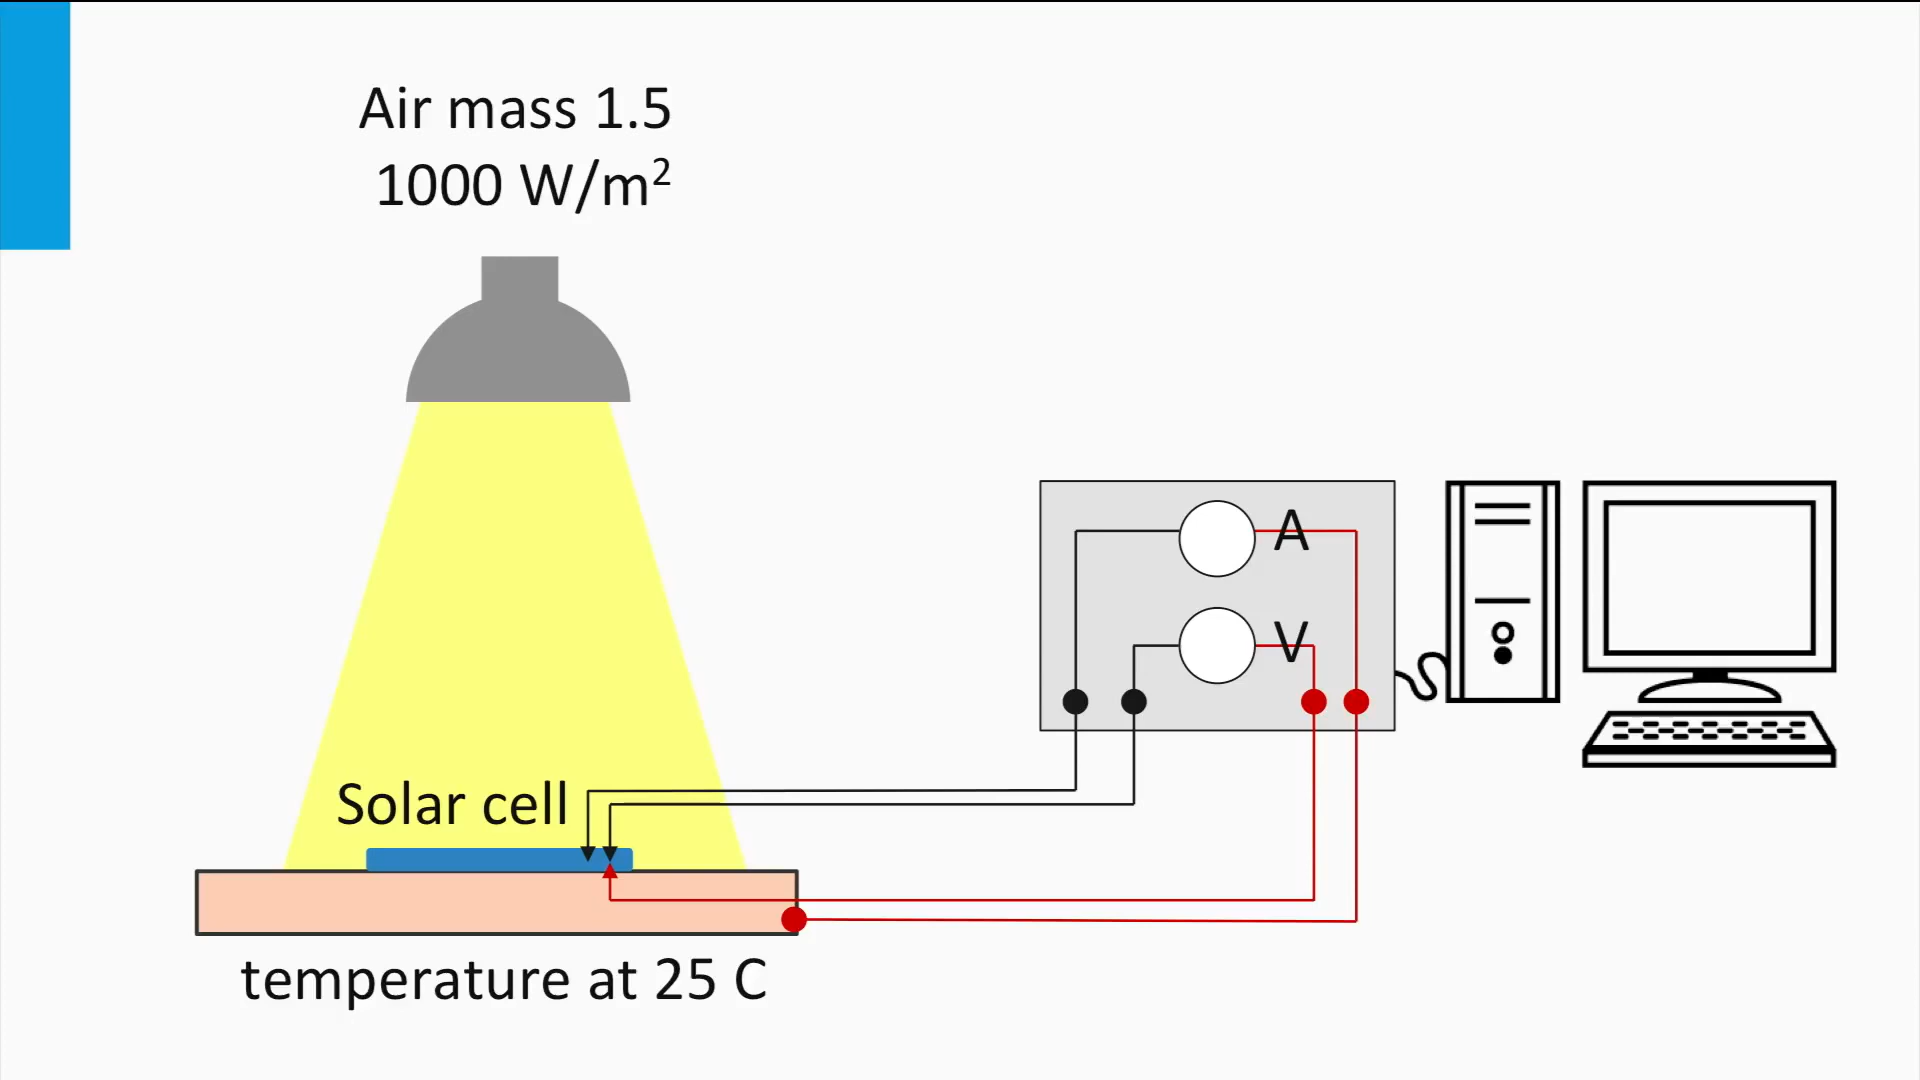 Air mass 1.5
1000 W/m²
A
V
Solar cell
temperature at 25 C